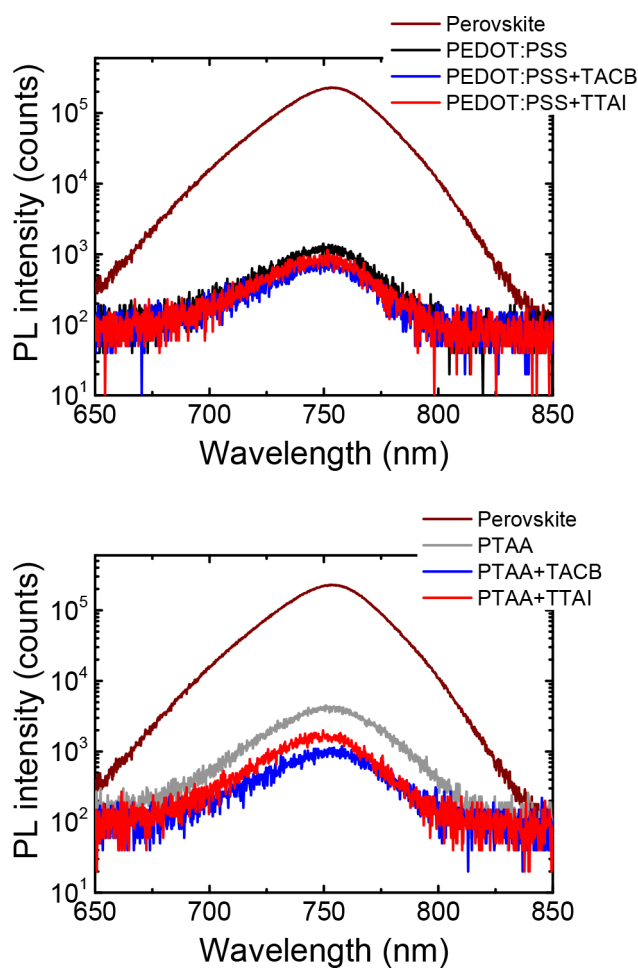 Perovskite
PEDOT:PSS
PEDOT:PSS+TACB
PEDOT:PSS+TTAI
PL intensity (counts)
10^5
10^4
10^3
10^2
10^1
650 700 750 800 850
Wavelength (nm)
Perovskite
PTAA
PTAA+TACB
PTAA+TTAI
PL intensity (counts)
10^5
10^4
10^3
10^2
10^1
650 700 750 800 850
Wavelength (nm)